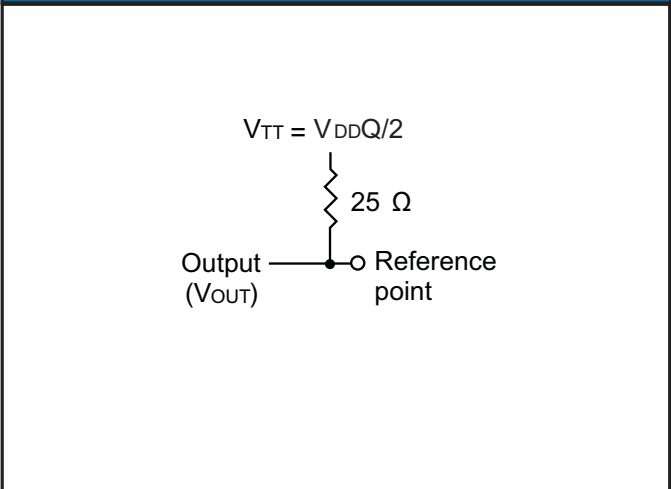 VTT = VDDQ/2
25 Ω
Output
(VOUT)
Reference
point